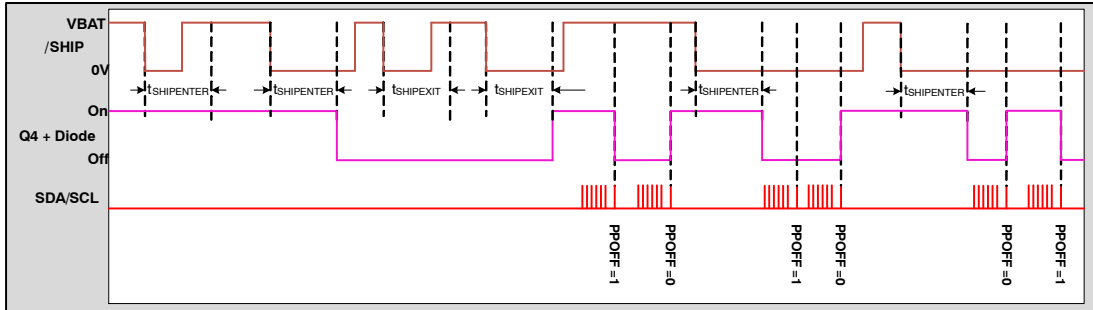 VBAT
/SHIP
0V
tSHIPENTER
tSHIPENTER
tSHIPEXIT
tSHIPEXIT
tSHIPENTER
tSHIPENTER
On
Q4 + Diode
Off
SDA/SCL
PPOFF =1
PPOFF =0
PPOFF =1
PPOFF =0
PPOFF =0
PPOFF =1